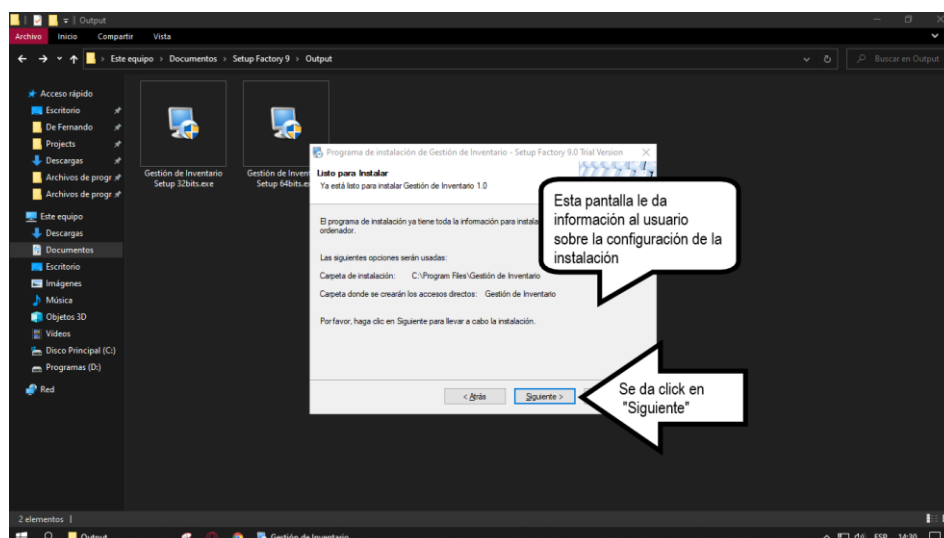 Output
Archivo Inicio Compartir Vista
Este equipo > Documentos > Setup Factory 9 > Output
Buscar en Output
Acceso rápido
Escritorio
De Fernando
Projects
Descargas
Archivos de progr
Archivos de progr
Este equipo
Descargas
Documentos
Escritorio
Imágenes
Música
Objetos 3D
Vídeos
Disco Principal (C:)
Programas (D:)
Red
Gestión de Inventario
Setup 32bits.exe
Gestión de Inven
Setup 64bits.e
Programa de instalación de Gestión de Inventario - Setup Factory 9.0 Trial Version
Listo para Instalar
Ya está listo para instalar Gestión de Inventario 1.0
El programa de instalación ya tiene toda la información para instala
ordenador.
Las siguientes opciones serán usadas:
Carpeta de instalación: C:\Program Files\Gestión de Inventario
Carpeta donde se crearán los accesos directos: Gestión de Inventario
Por favor, haga clic en Siguiente para llevar a cabo la instalación.
< Atrás Siguiente >
Esta pantalla le da
información al usuario
sobre la configuración de la
instalación
Se da click en
"Siguiente"
2 elementos
Output Gestión de Inventario ESP 14:30